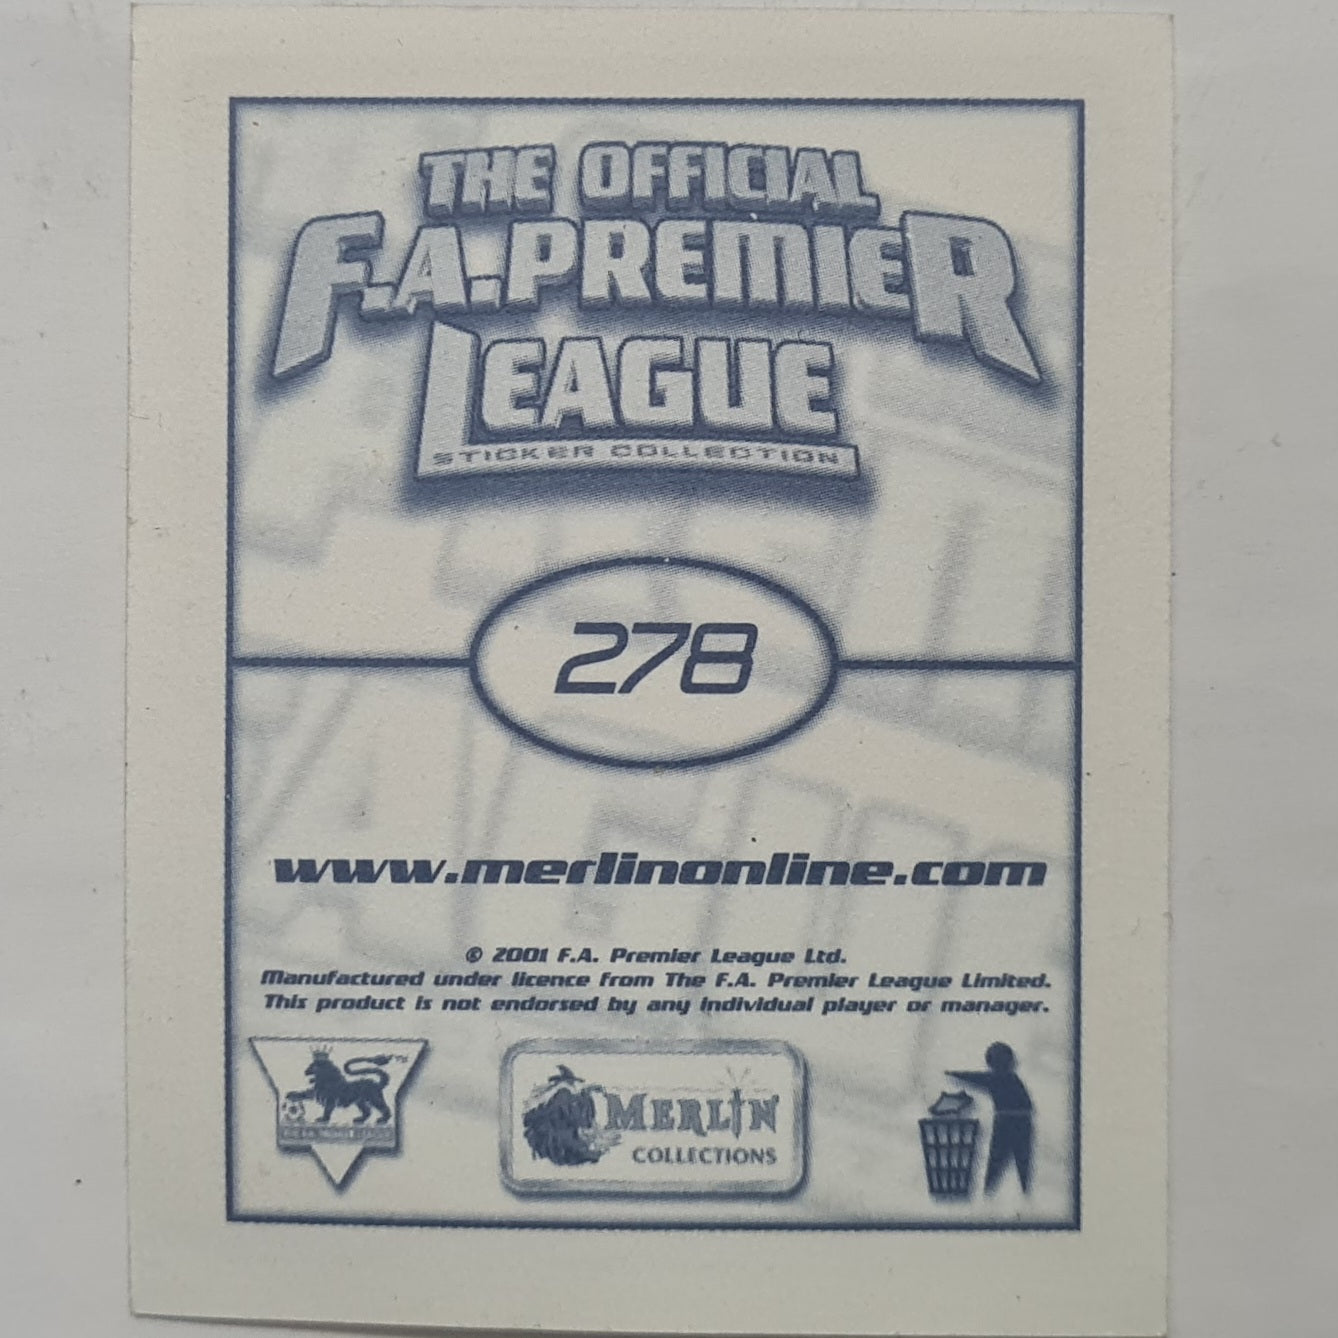 THE OFFICIAL
F.A.PREMIER
LEAGUE
STICKER COLLECTION
278
www.merlinonline.com
© 2001 F.A. Premier League Ltd.
Manufactured under licence from The F.A. Premier League Limited.
This product is not endorsed by any individual player or manager.
TM
MERLIN
COLLECTIONS